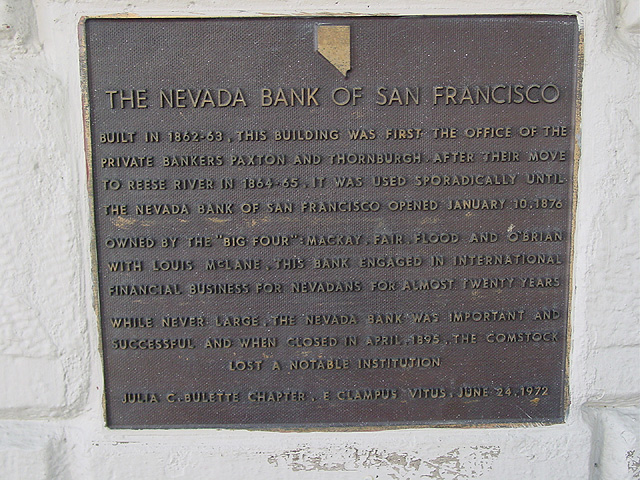 THE NEVADA BANK OF SAN FRANCISCO
BUILT IN 1862-63, THIS BUILDING WAS FIRST THE OFFICE OF THE
PRIVATE BANKERS PAXTON AND THORNBURGH. AFTER THEIR MOVE
TO REESE RIVER IN 1864-65, IT WAS USED SPORADICALLY UNTIL
THE NEVADA BANK OF SAN FRANCISCO OPENED JANUARY 10, 1876
OWNED BY THE "BIG FOUR": MACKAY, FAIR, FLOOD AND O'BRIAN
WITH LOUIS McLANE, THIS BANK ENGAGED IN INTERNATIONAL
FINANCIAL BUSINESS FOR NEVADANS FOR ALMOST TWENTY YEARS
WHILE NEVER LARGE, THE NEVADA BANK WAS IMPORTANT AND
SUCCESSFUL AND WHEN CLOSED IN APRIL, 1895, THE COMSTOCK
LOST A NOTABLE INSTITUTION
JULIA C. BULETTE CHAPTER, E CLAMPUS VITUS, JUNE 24, 1972